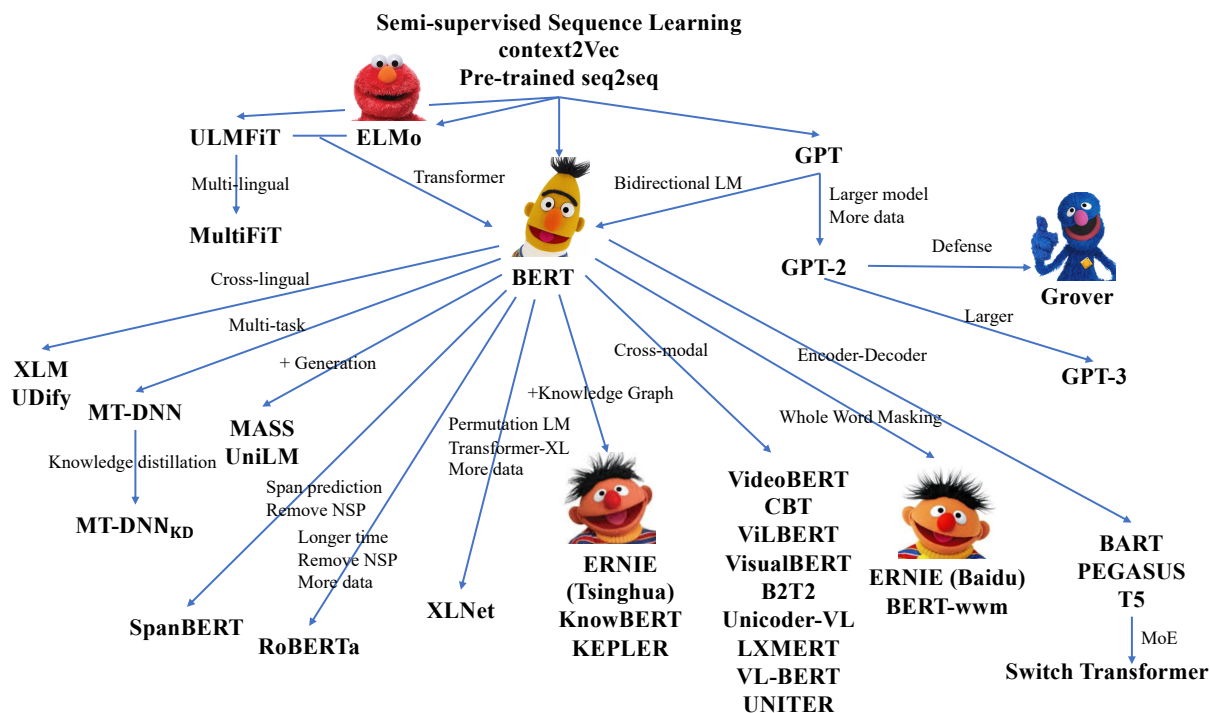 Semi-supervised Sequence Learning
context2Vec
Pre-trained seq2seq
ULMFiT
ELMo
GPT
Multi-lingual
Transformer
Bidirectional LM
Larger model
More data
MultiFiT
BERT
GPT-2
Defense
Grover
Cross-lingual
Multi-task
+ Generation
Cross-modal
Encoder-Decoder
Larger
GPT-3
XLM
UDify
MT-DNN
MASS
UniLM
+Knowledge Graph
Whole Word Masking
Permutation LM
Transformer-XL
More data
Knowledge distillation
MT-DNN_KD
Span prediction
Remove NSP
Longer time
Remove NSP
More data
SpanBERT
RoBERTa
XLNet
ERNIE
(Tsinghua)
KnowBERT
KEPLER
VideoBERT
CBT
ViLBERT
VisualBERT
B2T2
Unicoder-VL
LXMERT
VL-BERT
UNITER
ERNIE (Baidu)
BERT-wwm
BART
PEGASUS
T5
MoE
Switch Transformer